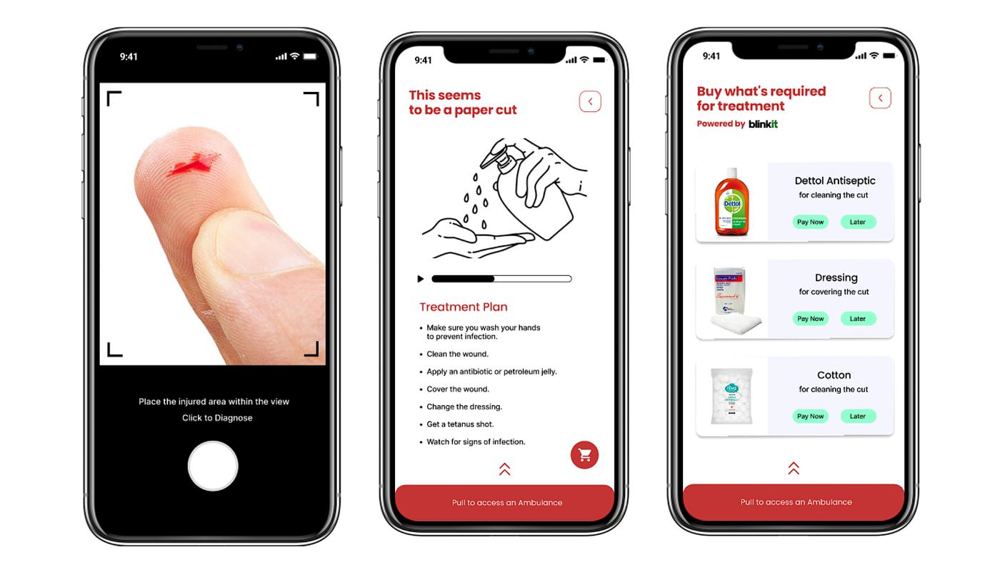 9:41
Place the injured area within the view
Click to Diagnose
9:41
This seems
to be a paper cut
Treatment Plan
• Make sure you wash your hands
to prevent infection.
• Clean the wound.
• Apply an antibiotic or petroleum jelly.
• Cover the wound.
• Change the dressing.
• Get a tetanus shot.
• Watch for signs of infection.
Pull to access an Ambulance
9:41
Buy what's required
for treatment
Powered by blinkit
Dettol
Dettol Antiseptic
for cleaning the cut
Pay Now
Later
Dressing
for covering the cut
Pay Now
Later
Cotton
for cleaning the cut
Pay Now
Later
Pull to access an Ambulance